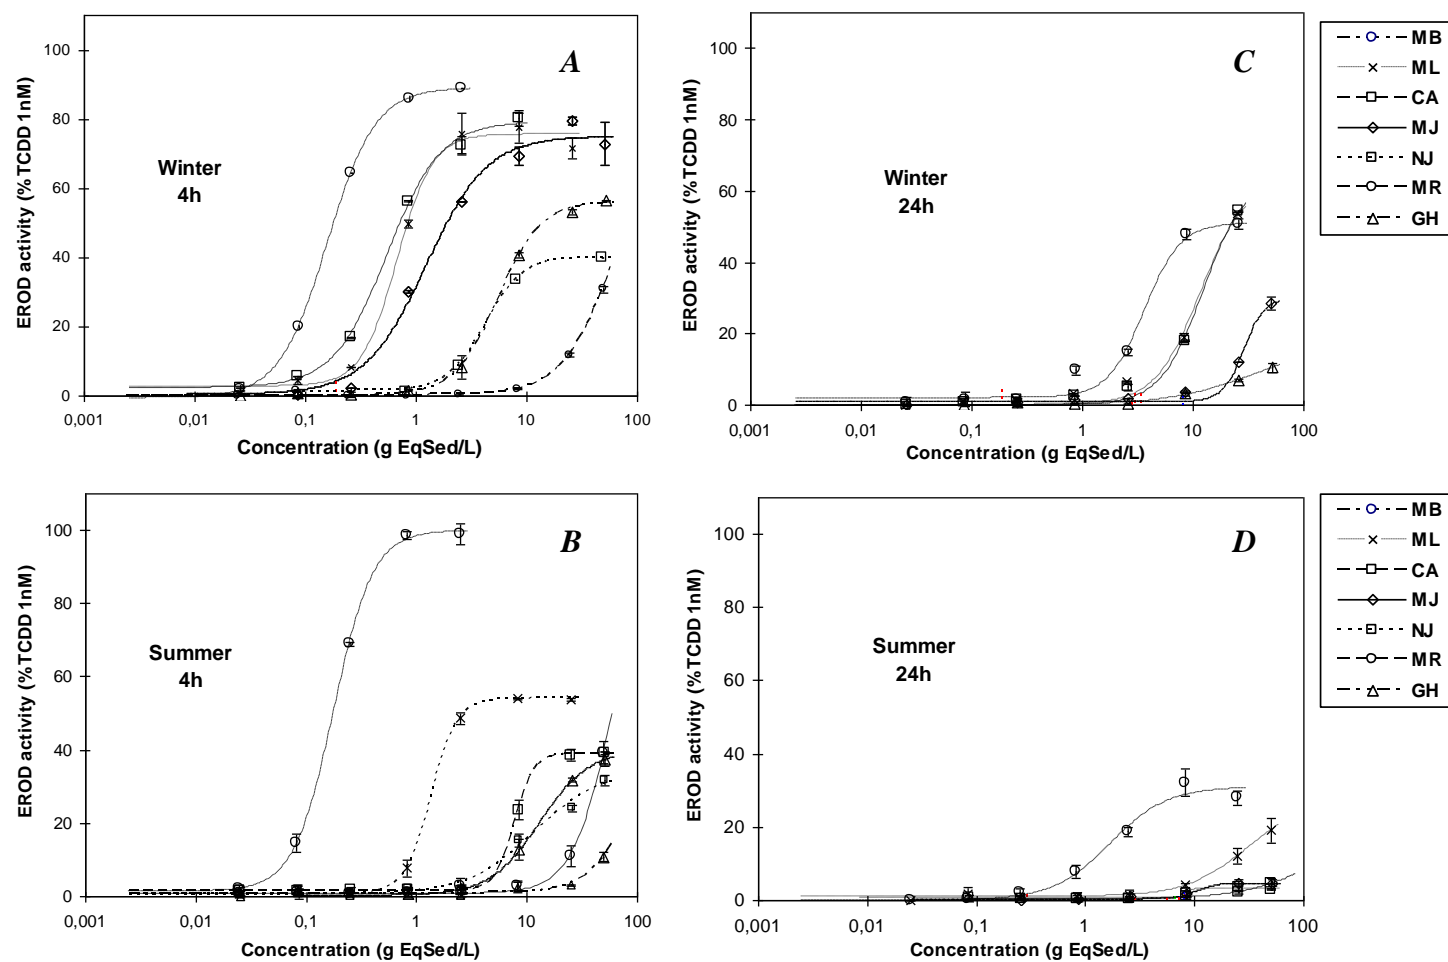 A
Winter
4h
EROD activity (%TCDD 1nM)
100
80
60
40
20
0
0,001 0,01 0,1 1 10 100
Concentration (g EqSed/L)
C
Winter
24h
EROD activity (%TCDD 1nM)
100
80
60
40
20
0
0,001 0,01 0,1 1 10 100
Concentration (g EqSed/L)
MB
ML
CA
MJ
NJ
MR
GH
B
Summer
4h
EROD activity (%TCDD 1nM)
100
80
60
40
20
0
0,001 0,01 0,1 1 10 100
Concentration (g EqSed/L)
D
Summer
24h
EROD activity (%TCDD 1nM)
100
80
60
40
20
0
0,001 0,01 0,1 1 10 100
Concentration (g EqSed/L)
MB
ML
CA
MJ
NJ
MR
GH